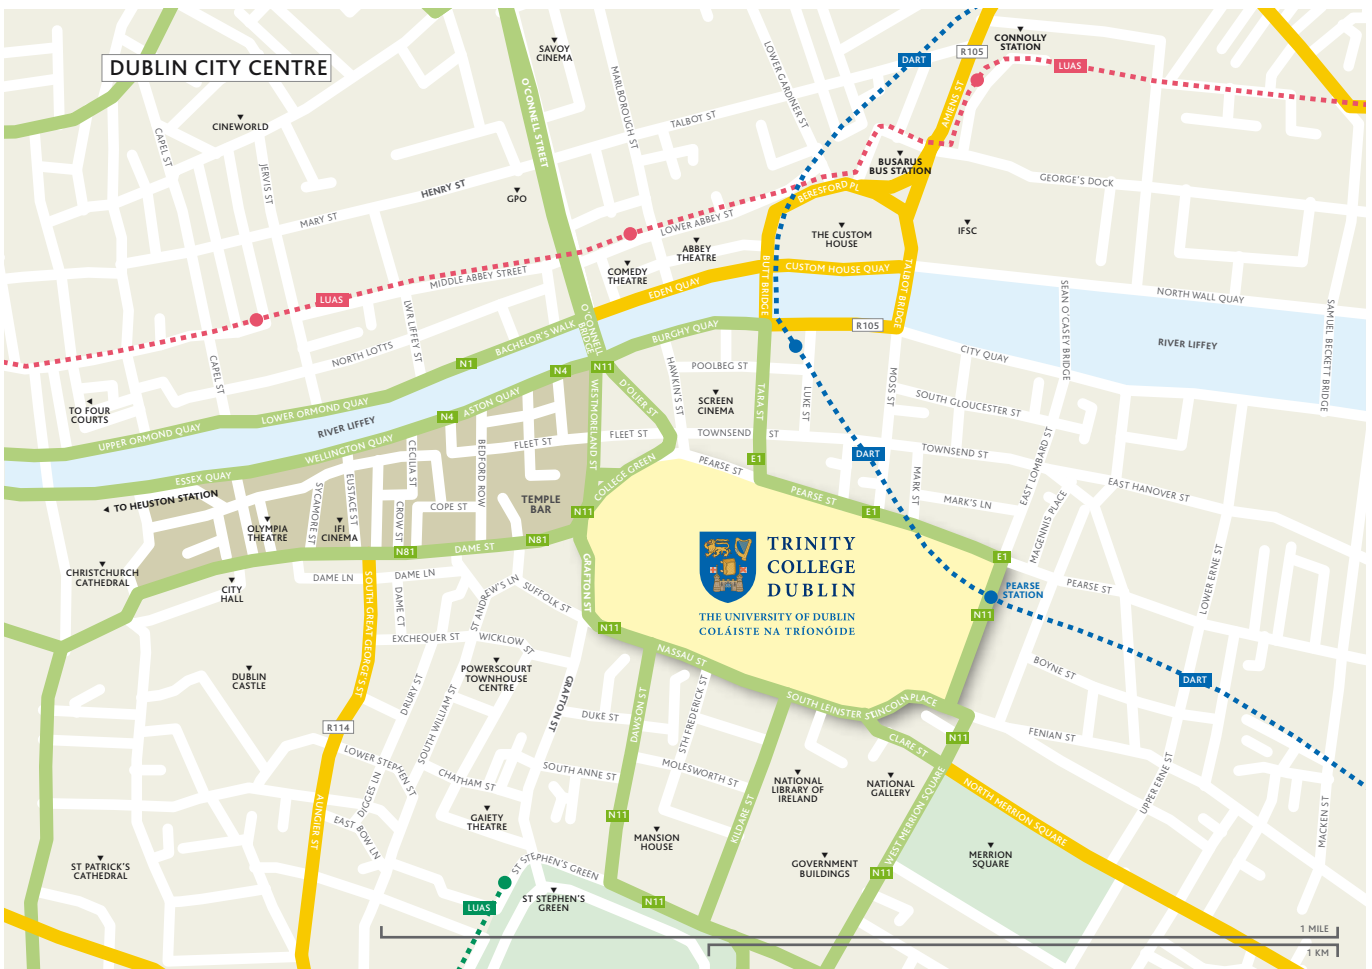 DUBLIN CITY CENTRE
SAVOY
CINEMA
CONNOLLY
STATION
R105
DART
LUAS
O'CONNELL STREET
MARLBOROUGH ST
LOWER GARDINER ST
AMIENS ST
TALBOT ST
CINEWORLD
CAPEL ST
JERVIS ST
BUSARUS
BUS STATION
GEORGE'S DOCK
HENRY ST
GPO
MARY ST
BERESFORD PL
LOWER ABBEY ST
THE CUSTOM
HOUSE
IFSC
ABBEY
THEATRE
COMEDY
THEATRE
MIDDLE ABBEY STREET
EDEN QUAY
BUTT BRIDGE
CUSTOM HOUSE QUAY
TALBOT BRIDGE
LUAS
NORTH WALL QUAY
SEAN O'CASEY BRIDGE
SAMUEL BECKETT BRIDGE
RIVER LIFFEY
LWR LIFFEY ST
NORTH LOTTS
BACHELOR'S WALK
O'CONNELL
BRIDGE
BURGHY QUAY
R105
CITY QUAY
CAPEL ST
N1
N4
N11
POOLBEG ST
HAWKIN'S ST
MOSS ST
LUKE ST
TARA ST
D'OLIER ST
WESTMORELAND ST
SCREEN
CINEMA
SOUTH GLOUCESTER ST
TO FOUR
COURTS
LOWER ORMOND QUAY
UPPER ORMOND QUAY
RIVER LIFFEY
N4
ASTON QUAY
WELLINGTON QUAY
ESSEX QUAY
FLEET ST
FLEET ST
TOWNSEND ST
TOWNSEND ST
EAST LOMBARD ST
DART
E1
PEARSE ST
PEARSE ST
MARK ST
MARK'S LN
EAST HANOVER ST
MAGENNIS PLACE
COLLEGE GREEN
CECILIA ST
BEDFORD ROW
TO HEUSTON STATION
SYCAMORE ST
EUSTACE ST
CROW ST
COPE ST
TEMPLE
BAR
OLYMPIA
THEATRE
IFI
CINEMA
N11
E1
N81
N81
DAME ST
TRINITY
COLLEGE
DUBLIN
THE UNIVERSITY OF DUBLIN
COLÁISTE NA TRÍONÓIDE
E1
PEARSE
STATION
PEARSE ST
LOWER ERNE ST
CHRISTCHURCH
CATHEDRAL
CITY
HALL
DAME LN
DAME LN
DAME CT
SOUTH GREAT GEORGE'S ST
ST ANDREW'S LN
SUFFOLK ST
GRAFTON ST
N11
N11
EXCHEQUER ST
WICKLOW ST
NASSAU ST
BOYNE ST
DART
DUBLIN
CASTLE
POWERSCOURT
TOWNHOUSE
CENTRE
DRURY ST
SOUTH WILLIAM ST
GRAFTON ST
DUKE ST
DAWSON ST
STH FREDERICK ST
SOUTH LEINSTER ST
LINCOLN PLACE
R114
CLARE ST
N11
FENIAN ST
LOWER STEPHEN ST
DIGGES LN
CHATHAM ST
SOUTH ANNE ST
MOLESWORTH ST
NATIONAL
LIBRARY OF
IRELAND
NATIONAL
GALLERY
UPPER ERNE ST
MACKEN ST
NORTH MERRION SQUARE
WEST MERRION SQUARE
AUNGIER ST
EAST BOW LN
GAIETY
THEATRE
N11
MANSION
HOUSE
KILDARE ST
GOVERNMENT
BUILDINGS
MERRION
SQUARE
ST PATRICK'S
CATHEDRAL
ST STEPHEN'S GREEN
ST STEPHEN'S
GREEN
LUAS
N11
N11
1 MILE
1 KM